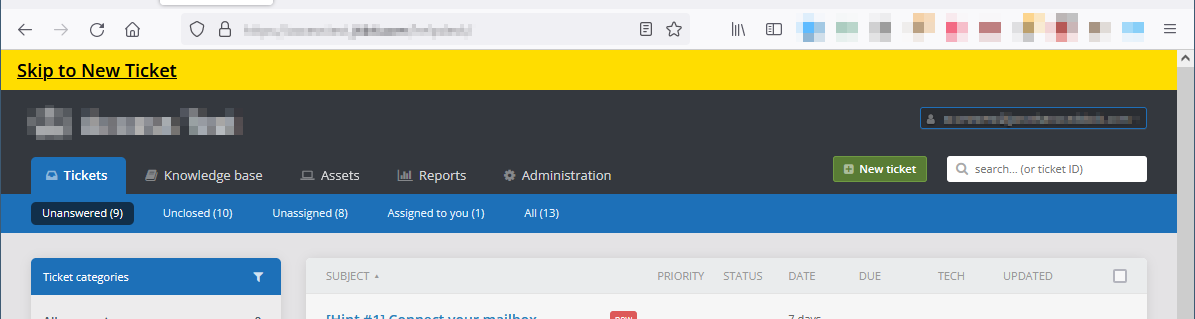 Skip to New Ticket
Tickets Knowledge base Assets Reports Administration New ticket search... (or ticket ID)
Unanswered (9) Unclosed (10) Unassigned (8) Assigned to you (1) All (13)
Ticket categories
SUBJECT PRIORITY STATUS DATE DUE TECH UPDATED
[Hint #1] Connect your mailbox new 7 days